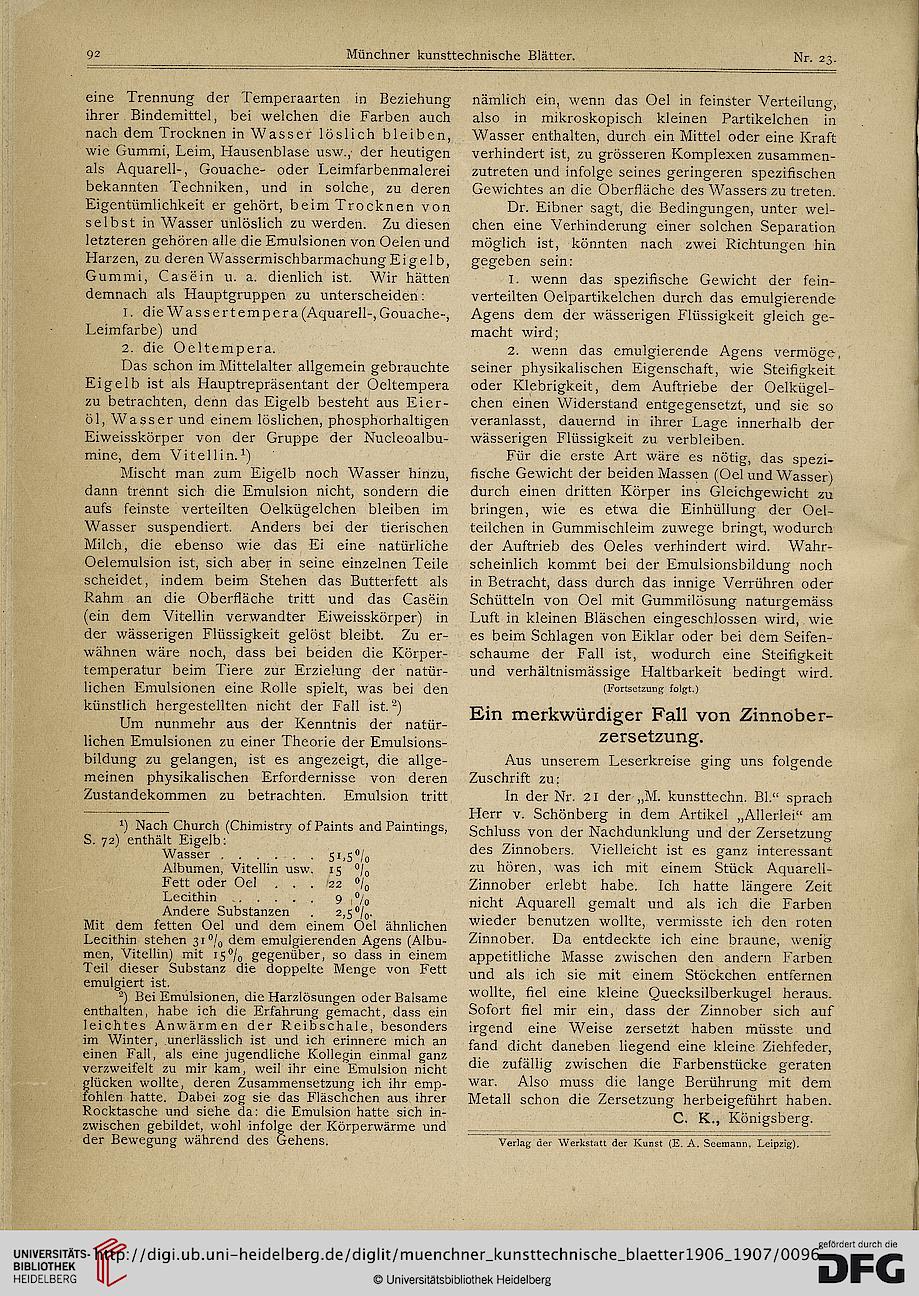 92
Münchner kunsttechnische Blätter.
Nr. 23.
eine Trennung der Temperaarten in Beziehung
ihrer Bindemittel, bei welchen die Farben auch
nach dem Trocknen in Wasser löslich bleiben,
wie Gummi, Leim, Hausenblase usw., der heutigen
als Aquarell-, Gouache- oder Leimfarbenmalerei
bekannten Techniken, und in solche, zu deren
Eigentümlichkeit er gehört, beim Trocknen von
selbst in Wasser unlöslich zu werden. Zu diesen
letzteren gehören alle die Emulsionen von Oelen und
Harzen, zu deren Wassermischbarmachung Eigelb,
Gummi, Caséin u. a. dienlich ist. Wir hätten
demnach als Hauptgruppen zu unterscheiden:
1. die Wassertempera (Aquarell-, Gouache-,
Leimfarbe) und
2. die Oeltempera.
Das schon im Mittelalter allgemein gebrauchte
Eigelb ist als Hauptrepräsentant der Oeltempera
zu betrachten, denn das Eigelb besteht aus Eier-
öl, Wasser und einem löslichen, phosphorhaltigen
Eiweisskörper von der Gruppe der Nucleoalbu-
mine, dem Vitellin.¹)
Mischt man zum Eigelb noch Wasser hinzu,
dann trennt sich die Emulsion nicht, sondern die
aufs feinste verteilten Oelkügelchen bleiben im
Wasser suspendiert. Anders bei der tierischen
Milch, die ebenso wie das Ei eine natürliche
Oelemulsion ist, sich aber in seine einzelnen Teile
scheidet, indem beim Stehen das Butterfett als
Rahm an die Oberfläche tritt und das Caséin
(ein dem Vitellin verwandter Eiweisskörper) in
der wässerigen Flüssigkeit gelöst bleibt. Zu er-
wähnen wäre noch, dass bei beiden die Körper-
temperatur beim Tiere zur Erzielung der natür-
lichen Emulsionen eine Rolle spielt, was bei den
künstlich hergestellten nicht der Fall ist.²)
Um nunmehr aus der Kenntnis der natür-
lichen Emulsionen zu einer Theorie der Emulsions-
bildung zu gelangen, ist es angezeigt, die allge-
meinen physikalischen Erfordernisse von deren
Zustandekommen zu betrachten. Emulsion tritt
¹) Nach Church (Chimistry of Paints and Paintings,
S. 72) enthält Eigelb:
Wasser . . . . . . . 51,5 %
Albumen, Vitellin usw. 15 %
Fett oder Oel . . . 22 %
Lecithin . . . . . . 9 %
Andere Substanzen . 2,5 %.
Mit dem fetten Oel und dem einem Oel ähnlichen
Lecithin stehen 31 % dem emulgierenden Agens (Albu-
men, Vitellin) mit 15 % gegenüber, so dass in einem
Teil dieser Substanz die doppelte Menge von Fett
emulgiert ist.
²) Bei Emulsionen, die Harzlösungen oder Balsame
enthalten, habe ich die Erfahrung gemacht, dass ein
leichtes Anwärmen der Reibschale, besonders
im Winter, unerlässlich ist und ich erinnere mich an
einen Fall, als eine jugendliche Kollegin einmal ganz
verzweifelt zu mir kam, weil ihr eine Emulsion nicht
glücken wollte, deren Zusammensetzung ich ihr emp-
fohlen hatte. Dabei zog sie das Fläschchen aus ihrer
Rocktasche und siehe da: die Emulsion hatte sich in-
zwischen gebildet, wohl infolge der Körperwärme und
der Bewegung während des Gehens.
nämlich ein, wenn das Oel in feinster Verteilung,
also in mikroskopisch kleinen Partikelchen in
Wasser enthalten, durch ein Mittel oder eine Kraft
verhindert ist, zu grösseren Komplexen zusammen-
zutreten und infolge seines geringeren spezifischen
Gewichtes an die Oberfläche des Wassers zu treten.
Dr. Eibner sagt, die Bedingungen, unter wel-
chen eine Verhinderung einer solchen Separation
möglich ist, könnten nach zwei Richtungen hin
gegeben sein:
1. wenn das spezifische Gewicht der fein-
verteilten Oelpartikelchen durch das emulgierende
Agens dem der wässerigen Flüssigkeit gleich ge-
macht wird;
2. wenn das emulgierende Agens vermöge,
seiner physikalischen Eigenschaft, wie Steifigkeit
oder Klebrigkeit, dem Auftriebe der Oelkügel-
chen einen Widerstand entgegensetzt, und sie so
veranlasst, dauernd in ihrer Lage innerhalb der
wässerigen Flüssigkeit zu verbleiben.
Für die erste Art wäre es nötig, das spezi-
fische Gewicht der beiden Massen (Oel und Wasser)
durch einen dritten Körper ins Gleichgewicht zu
bringen, wie es etwa die Einhüllung der Oel-
teilchen in Gummischleim zuwege bringt, wodurch
der Auftrieb des Oeles verhindert wird. Wahr-
scheinlich kommt bei der Emulsionsbildung noch
in Betracht, dass durch das innige Verrühren oder
Schütteln von Oel mit Gummilösung naturgemäss
Luft in kleinen Bläschen eingeschlossen wird, wie
es beim Schlagen von Eiklar oder bei dem Seifen-
schaume der Fall ist, wodurch eine Steifigkeit
und verhältnismässige Haltbarkeit bedingt wird.
(Fortsetzung folgt.)
Ein merkwürdiger Fall von Zinnober-
zersetzung.
Aus unserem Leserkreise ging uns folgende
Zuschrift zu:
In der Nr. 21 der „M. kunsttechn. Bl.“ sprach
Herr v. Schönberg in dem Artikel „Allerlei“ am
Schluss von der Nachdunklung und der Zersetzung
des Zinnobers. Vielleicht ist es ganz interessant
zu hören, was ich mit einem Stück Aquarell-
Zinnober erlebt habe. Ich hatte längere Zeit
nicht Aquarell gemalt und als ich die Farben
wieder benutzen wollte, vermisste ich den roten
Zinnober. Da entdeckte ich eine braune, wenig
appetitliche Masse zwischen den andern Farben
und als ich sie mit einem Stöckchen entfernen
wollte, fiel eine kleine Quecksilberkugel heraus.
Sofort fiel mir ein, dass der Zinnober sich auf
irgend eine Weise zersetzt haben müsste und
fand dicht daneben liegend eine kleine Ziehfeder,
die zufällig zwischen die Farbenstücke geraten
war. Also muss die lange Berührung mit dem
Metall schon die Zersetzung herbeigeführt haben.
C. K., Königsberg.
Verlag der Werkstatt der Kunst (E. A. Seemann, Leipzig).
UNIVERSITÄTS-
BIBLIOTHEK
HEIDELBERG
http://digi.ub.uni-heidelberg.de/diglit/muenchner_kunsttechnische_blaetter1906_1907/0096
© Universitätsbibliothek Heidelberg
gefördert durch die
DFG